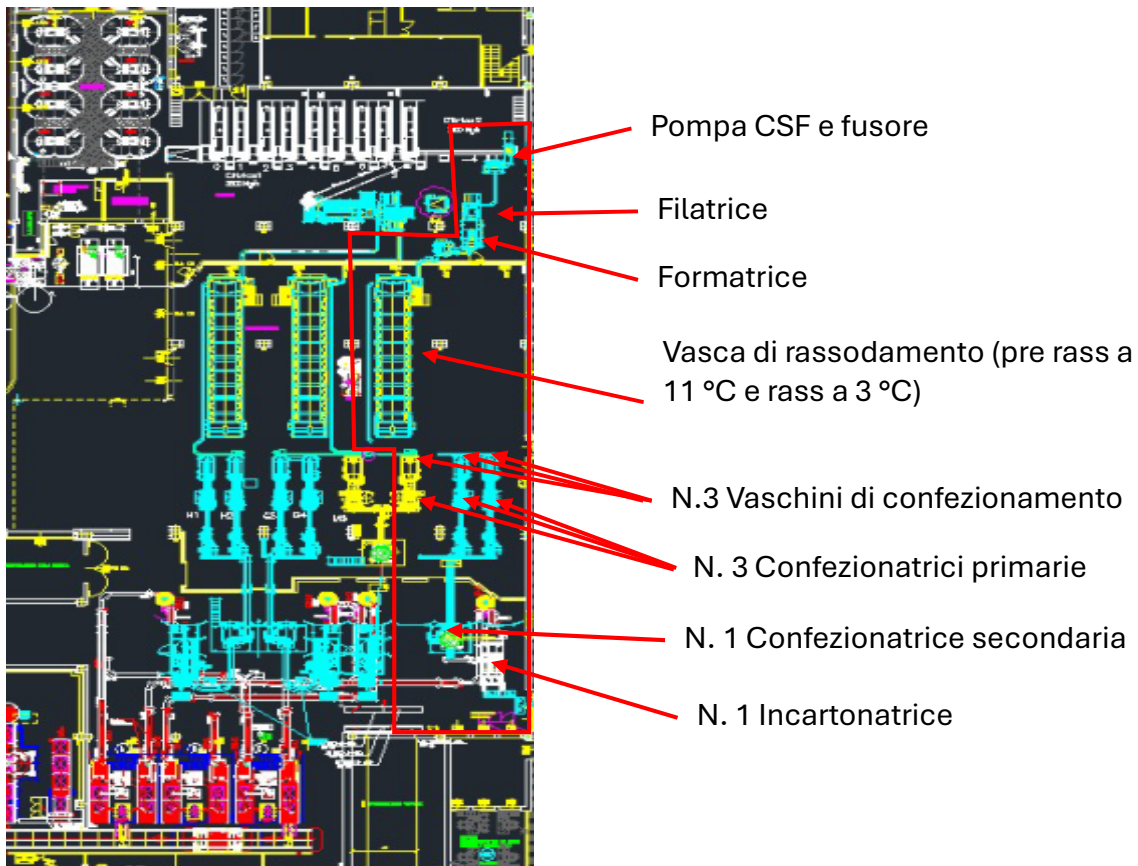 Pompa CSF e fusore
Filatrice
Formatrice
Vasca di rassodamento (pre rass a
11 °C e rass a 3 °C)
N.3 Vaschini di confezionamento
N. 3 Confezionatrici primarie
N. 1 Confezionatrice secondaria
N. 1 Incartonatrice